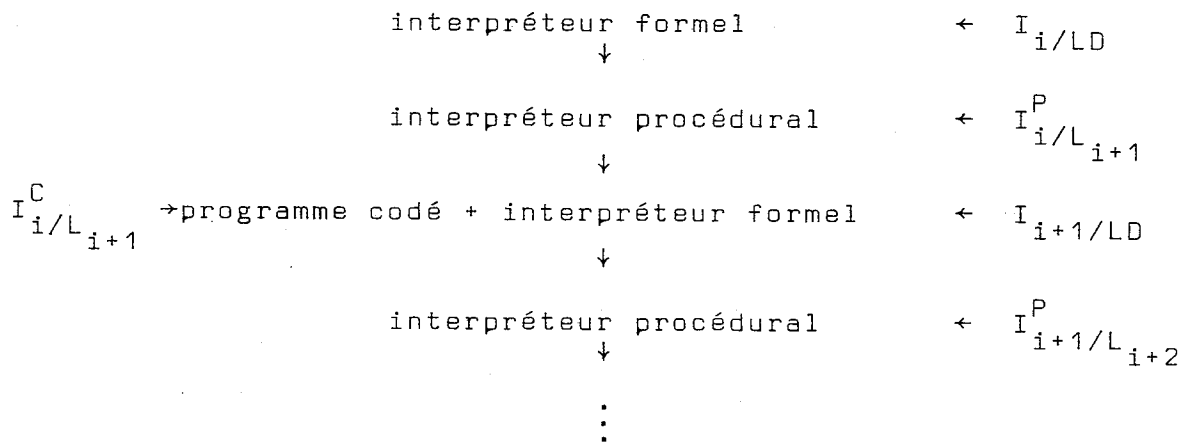 interpréteur formel ← I_{i/LD}
↓
interpréteur procédural ← I^P_{i/L_{i+1}}
↓
I^C_{i/L_{i+1}} →programme codé + interpréteur formel ← I_{i+1/LD}
↓
interpréteur procédural ← I^P_{i+1/L_{i+2}}
↓
⋮